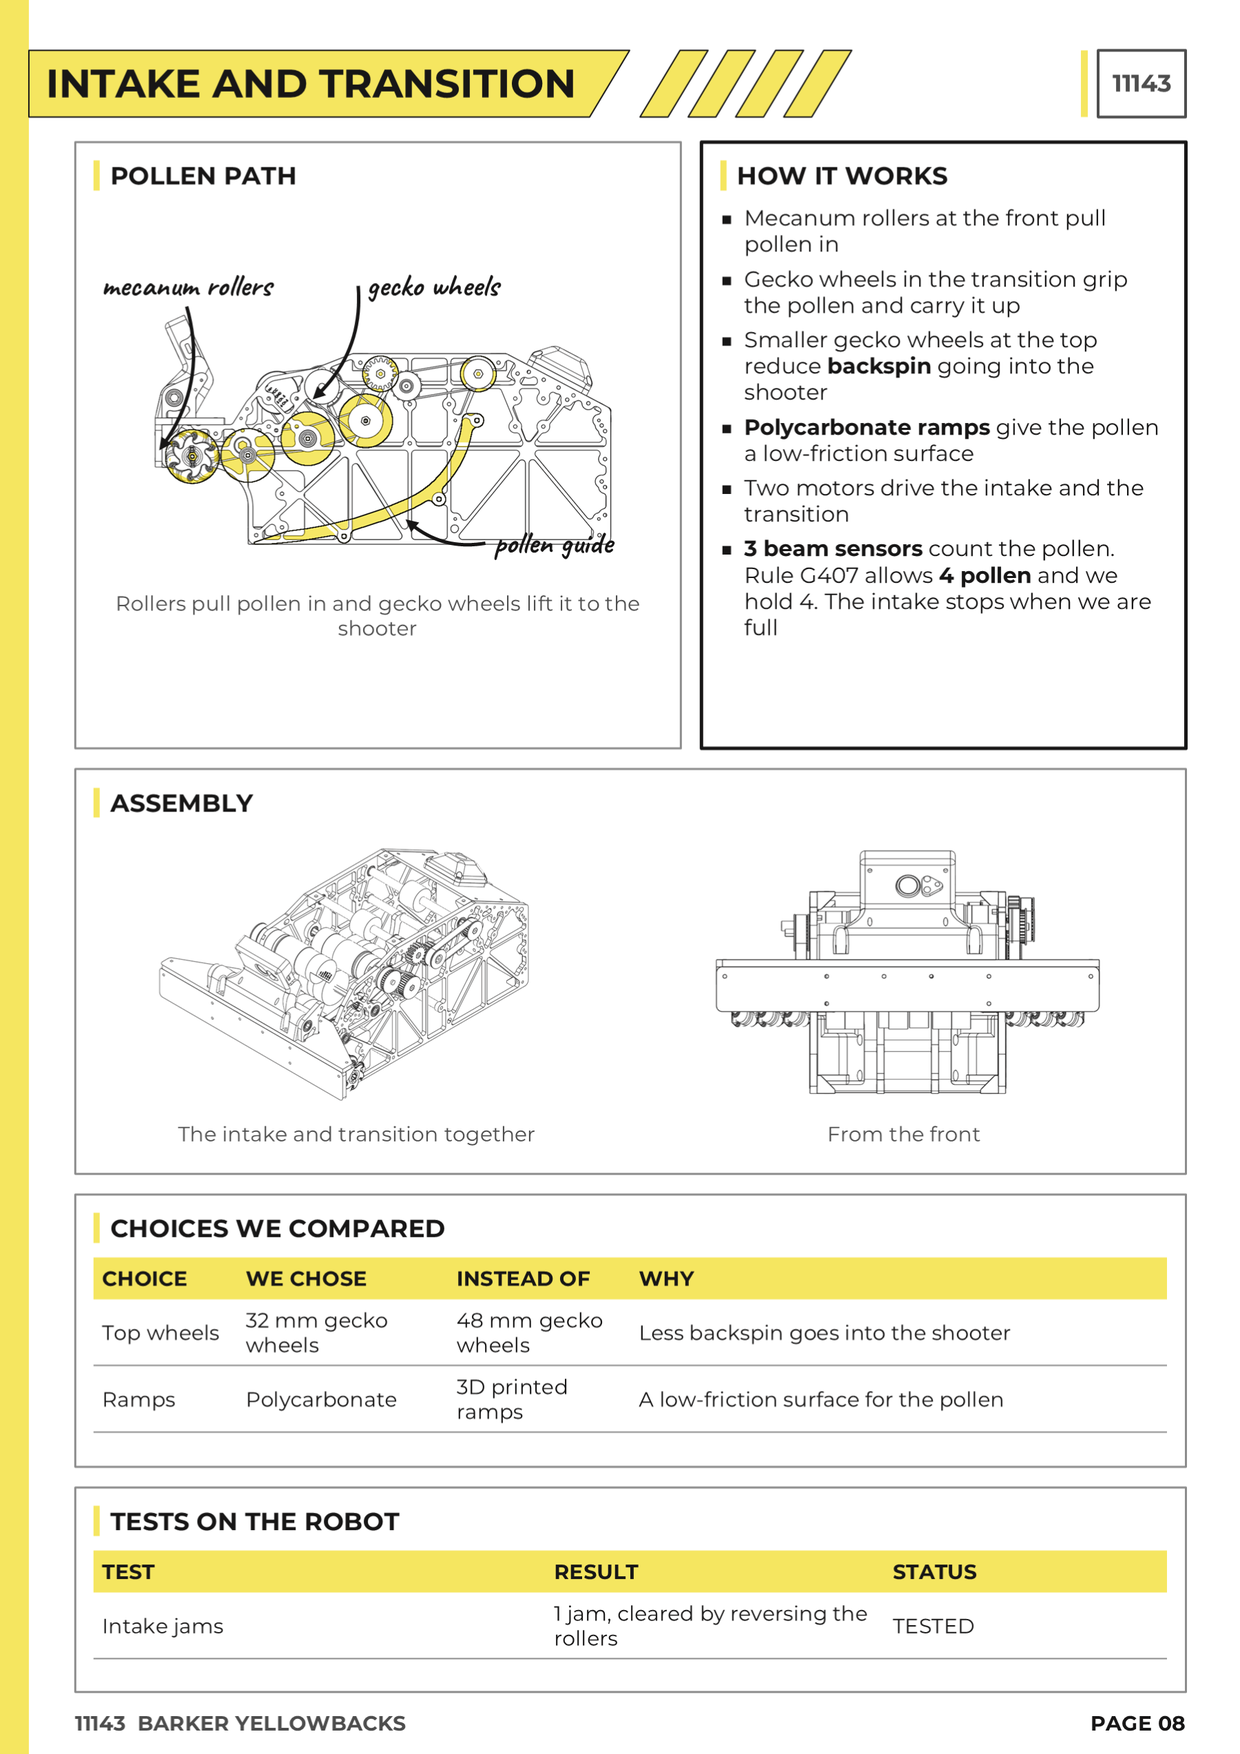 INTAKE AND TRANSITION
11143
POLLEN PATH
mecanum rollers
gecko wheels
pollen guide
Rollers pull pollen in and gecko wheels lift it to the
shooter
HOW IT WORKS
▪ Mecanum rollers at the front pull
pollen in
▪ Gecko wheels in the transition grip
the pollen and carry it up
▪ Smaller gecko wheels at the top
reduce backspin going into the
shooter
▪ Polycarbonate ramps give the pollen
a low-friction surface
▪ Two motors drive the intake and the
transition
▪ 3 beam sensors count the pollen.
Rule G407 allows 4 pollen and we
hold 4. The intake stops when we are
full
ASSEMBLY
The intake and transition together
From the front
CHOICES WE COMPARED
CHOICE WE CHOSE INSTEAD OF WHY
Top wheels
32 mm gecko
wheels
48 mm gecko
wheels
Less backspin goes into the shooter
Ramps
Polycarbonate
3D printed
ramps
A low-friction surface for the pollen
TESTS ON THE ROBOT
TEST RESULT STATUS
Intake jams
1 jam, cleared by reversing the
rollers
TESTED
11143 BARKER YELLOWBACKS
PAGE 08